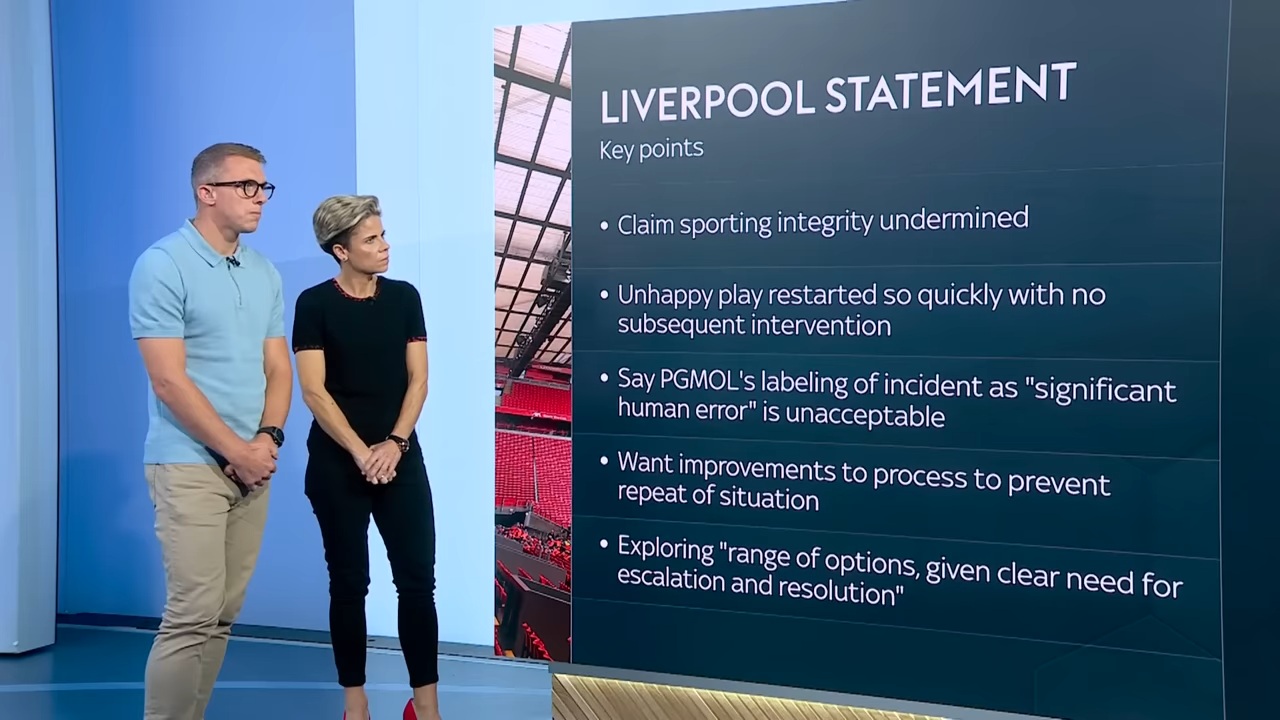 LIVERPOOL STATEMENT
Key points
• Claim sporting integrity undermined
• Unhappy play restarted so quickly with no
subsequent intervention
• Say PGMOL's labeling of incident as "significant
human error" is unacceptable
• Want improvements to process to prevent
repeat of situation
• Exploring "range of options, given clear need for
escalation and resolution"